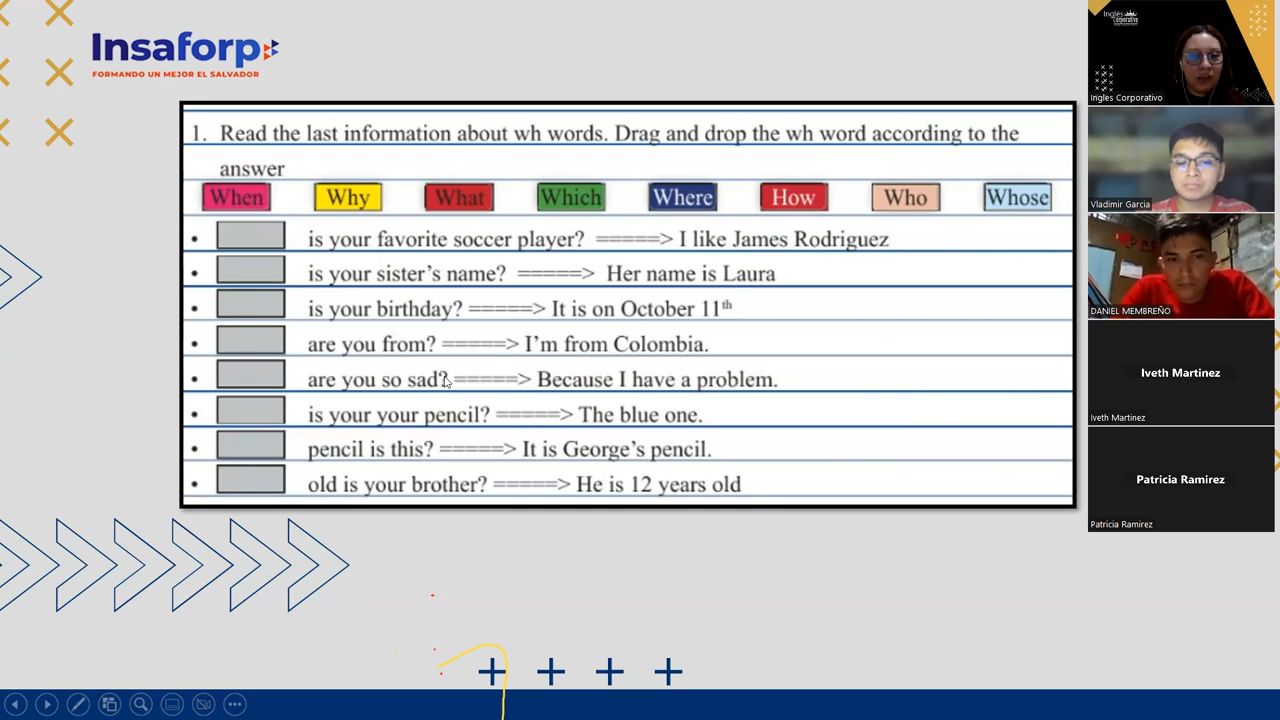 Insaforp
FORMANDO UN MEJOR EL SALVADOR
1. Read the last information about wh words. Drag and drop the wh word according to the
answer
When Why What Which Where How Who Whose
• is your favorite soccer player? =====> I like James Rodriguez
• is your sister's name? =====> Her name is Laura
• is your birthday? =====> It is on October 11th
• are you from? =====> I'm from Colombia.
• are you so sad? =====> Because I have a problem.
• is your your pencil? =====> The blue one.
• pencil is this? =====> It is George's pencil.
• old is your brother? =====> He is 12 years old
Inglés
Corporativo
Ingles Corporativo
Vladimir Garcia
DANIEL MEMBREÑO
Iveth Martinez
Iveth Martinez
Patricia Ramirez
Patricia Ramirez